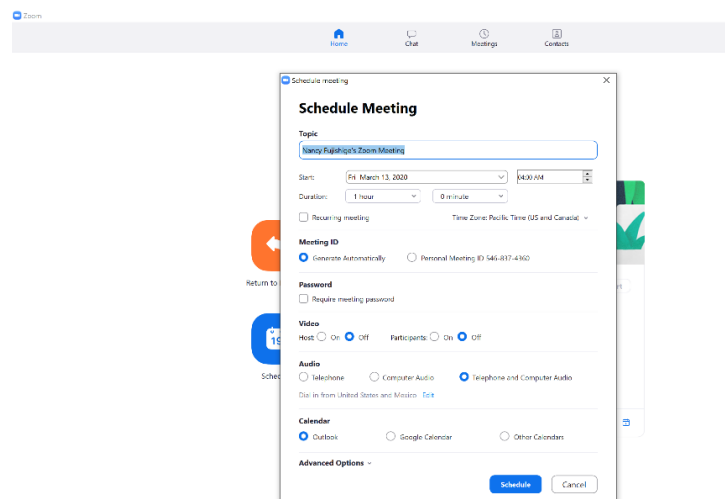 Zoom
Home Chat Meetings Contacts
Schedule meeting
Schedule Meeting
Topic
Nancy Fujishige's Zoom Meeting
Start: Fri March 13, 2020 04:00 AM
Duration: 1 hour 0 minute
Recurring meeting Time Zone: Pacific Time (US and Canada)
Meeting ID
Generate Automatically Personal Meeting ID 546-837-4360
Return to
Password
Require meeting password
Video
Host: On Off Participants: On Off
19
Audio
Telephone Computer Audio Telephone and Computer Audio
Sched
Dial in from United States and Mexico Edit
Calendar
Outlook Google Calendar Other Calendars
Advanced Options
Schedule Cancel